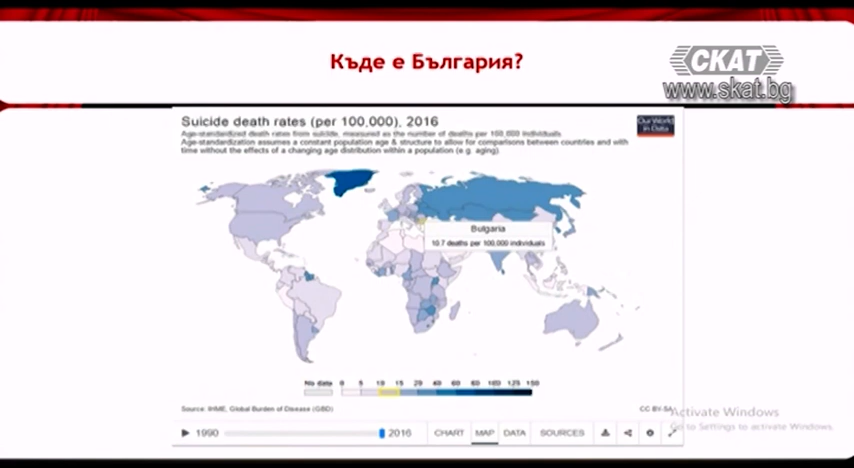 Къде е България?
СКАТ
www.skat.bg
Suicide death rates (per 100,000), 2016
Our World
in Data
Age-standardized death rates from suicide, measured as the number of deaths per 100,000 individuals
Age-standardization assumes a constant population age & structure to allow for comparisons between countries and with
time without the effects of a changing age distribution within a population (e.g. aging)
Bulgaria
10.7 deaths per 100,000 individuals
No data 0 5 10 15 20 40 60 80 100 125 150
Source: IHME, Global Burden of Disease (GBD)
CC BY-SA
Activate Windows
Go to Settings to activate Windows.
1990 2016 CHART MAP DATA SOURCES